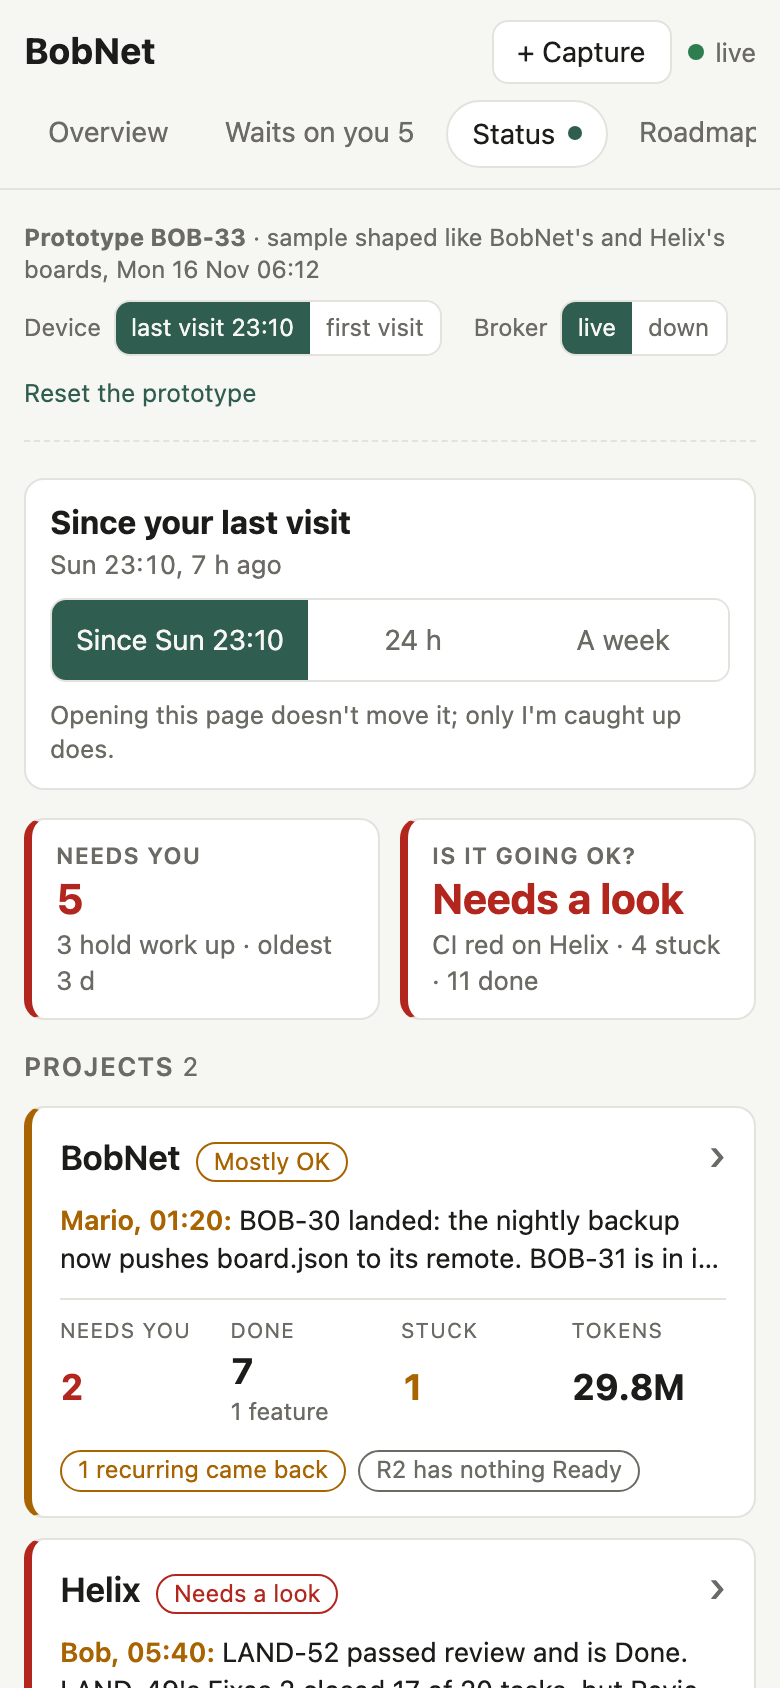 BobNet
+ Capture
live
Overview
Waits on you 5
Status
Roadmap
Prototype BOB-33 · sample shaped like BobNet's and Helix's
boards, Mon 16 Nov 06:12
Device
last visit 23:10
first visit
Broker
live
down
Reset the prototype
Since your last visit
Sun 23:10, 7 h ago
Since Sun 23:10
24 h
A week
Opening this page doesn't move it; only I'm caught up
does.
NEEDS YOU
5
3 hold work up · oldest
3 d
IS IT GOING OK?
Needs a look
CI red on Helix · 4 stuck
· 11 done
PROJECTS 2
BobNet
Mostly OK
Mario, 01:20: BOB-30 landed: the nightly backup
now pushes board.json to its remote. BOB-31 is in i...
NEEDS YOU
2
DONE
7
1 feature
STUCK
1
TOKENS
29.8M
1 recurring came back
R2 has nothing Ready
Helix
Needs a look
Bob, 05:40: LAND-52 passed review and is Done.